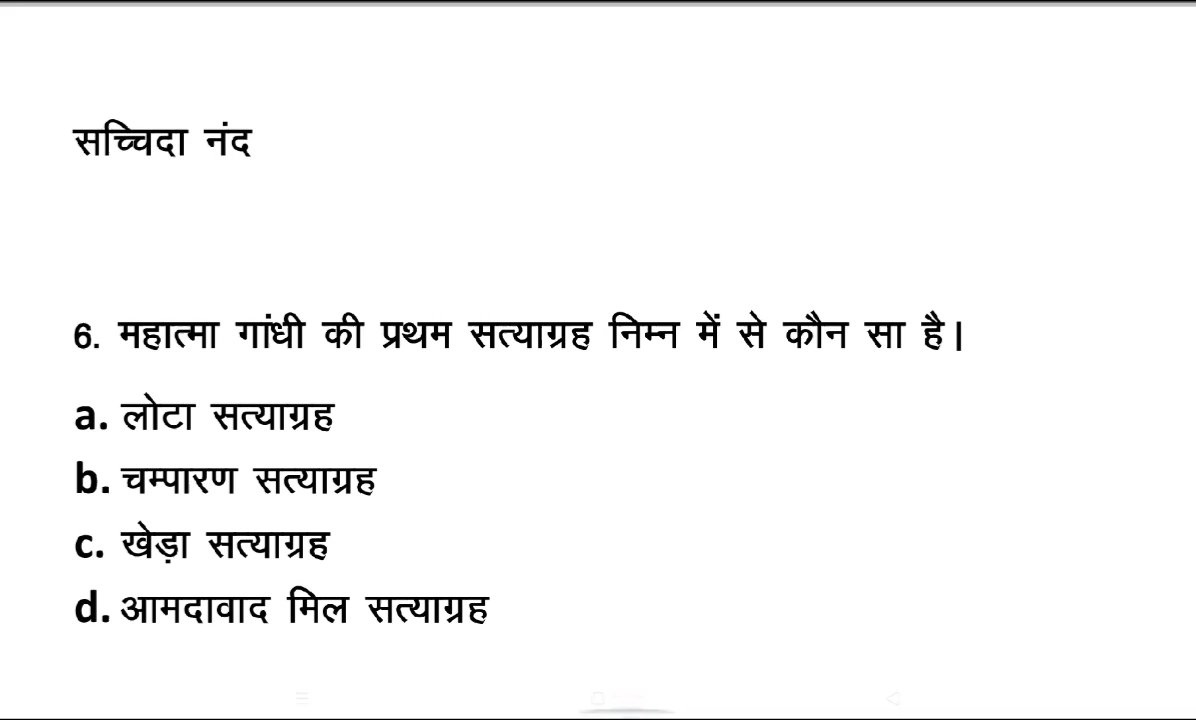 सच्चिदा नंद
6. महात्मा गांधी की प्रथम सत्याग्रह निम्न में से कौन सा है।
a. लोटा सत्याग्रह
b. चम्पारण सत्याग्रह
c. खेड़ा सत्याग्रह
d. आमदावाद मिल सत्याग्रह